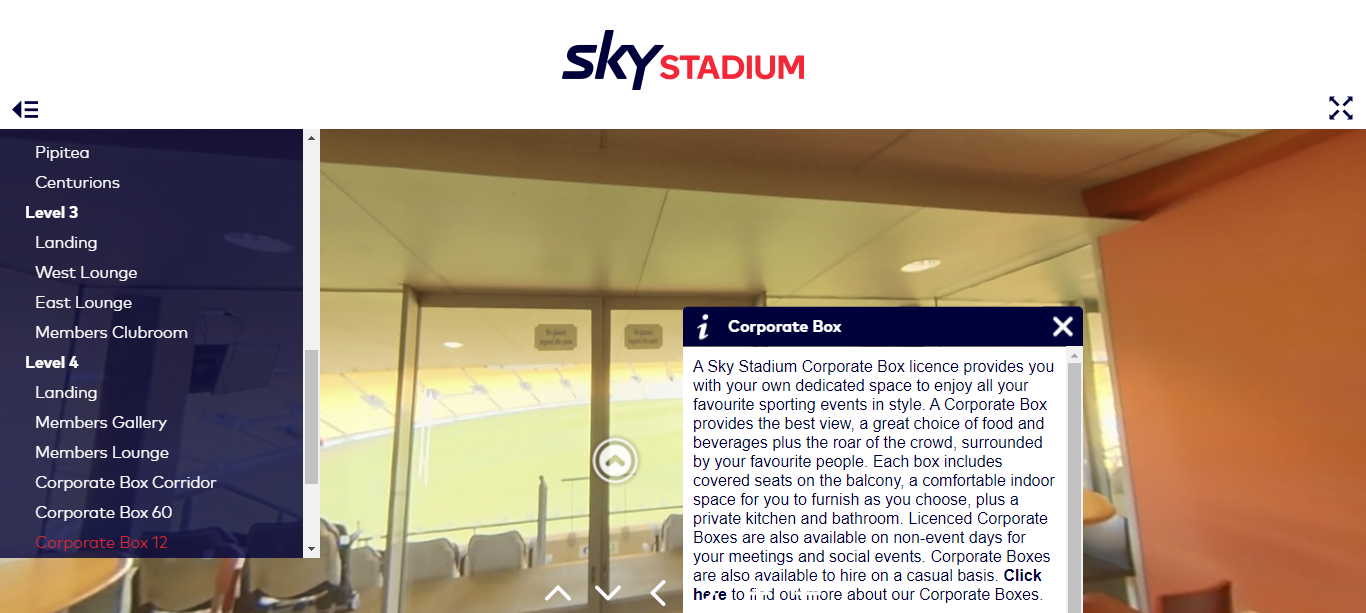 sky STADIUM
Pipitea
Centurions
Level 3
Landing
West Lounge
East Lounge
Members Clubroom
Level 4
Landing
Members Gallery
Members Lounge
Corporate Box Corridor
Corporate Box 60
Corporate Box 12
i Corporate Box
A Sky Stadium Corporate Box licence provides you
with your own dedicated space to enjoy all your
favourite sporting events in style. A Corporate Box
provides the best view, a great choice of food and
beverages plus the roar of the crowd, surrounded
by your favourite people. Each box includes
covered seats on the balcony, a comfortable indoor
space for you to furnish as you choose, plus a
private kitchen and bathroom. Licenced Corporate
Boxes are also available on non-event days for
your meetings and social events. Corporate Boxes
are also available to hire on a casual basis. Click
here to find out more about our Corporate Boxes.